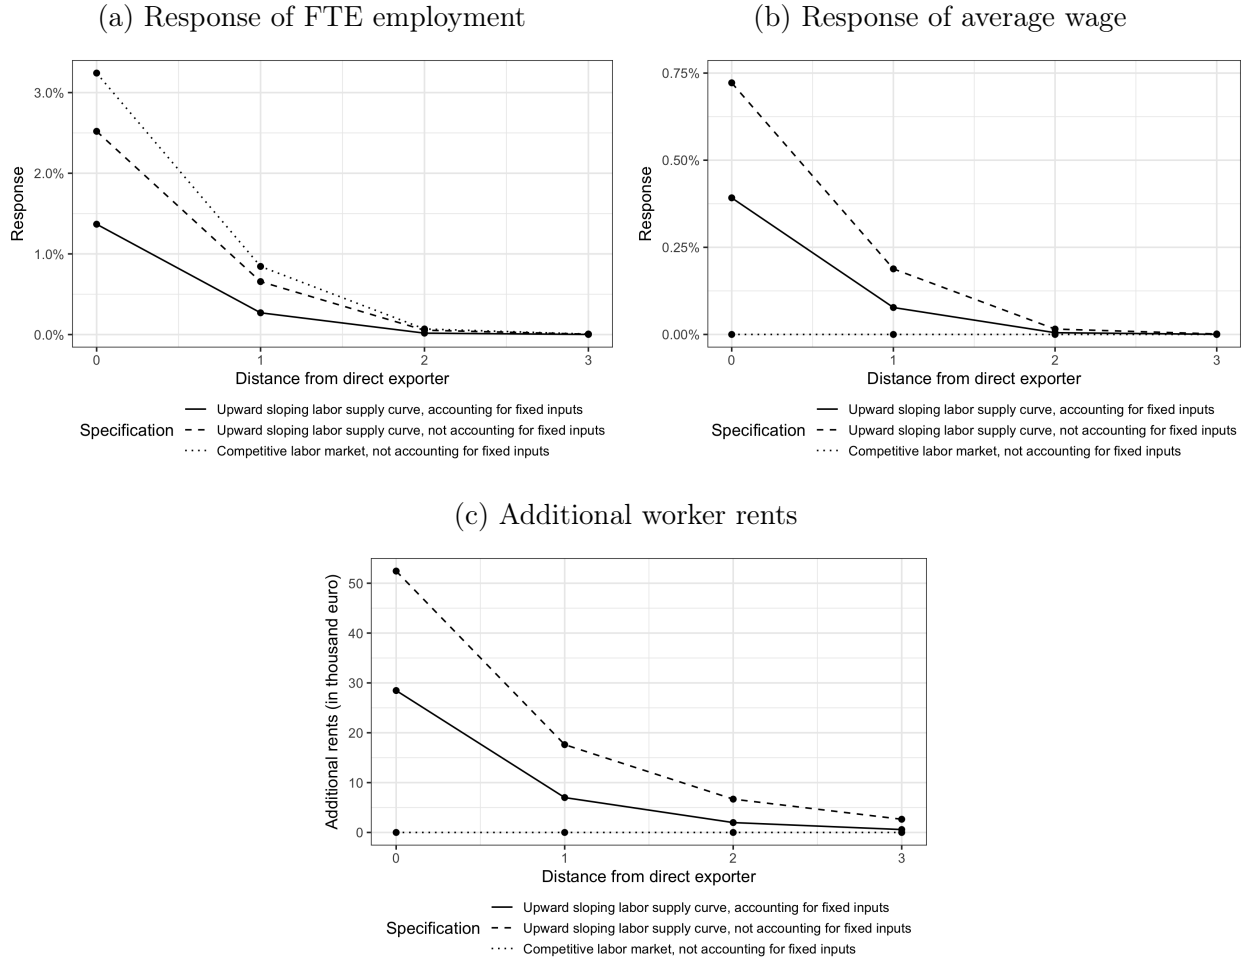 (a) Response of FTE employment
(b) Response of average wage
3.0%
2.0%
1.0%
0.0%
Response
0 1 2 3
Distance from direct exporter
Specification
Upward sloping labor supply curve, accounting for fixed inputs
Upward sloping labor supply curve, not accounting for fixed inputs
Competitive labor market, not accounting for fixed inputs
0.75%
0.50%
0.25%
0.00%
Response
0 1 2 3
Distance from direct exporter
Specification
Upward sloping labor supply curve, accounting for fixed inputs
Upward sloping labor supply curve, not accounting for fixed inputs
Competitive labor market, not accounting for fixed inputs
(c) Additional worker rents
50
40
30
20
10
0
Additional rents (in thousand euro)
0 1 2 3
Distance from direct exporter
Specification
Upward sloping labor supply curve, accounting for fixed inputs
Upward sloping labor supply curve, not accounting for fixed inputs
Competitive labor market, not accounting for fixed inputs